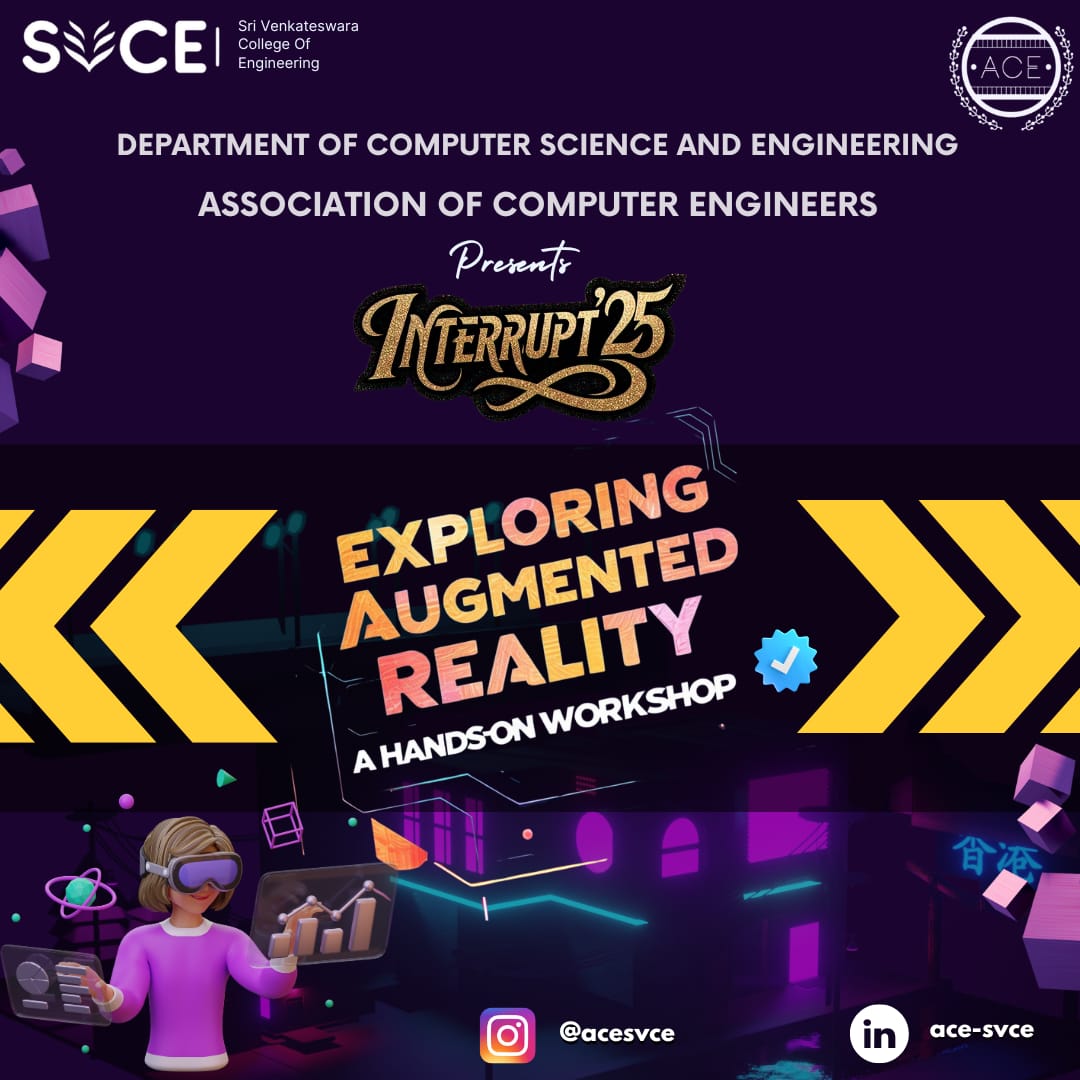 SVCE
Sri Venkateswara
College Of
Engineering
ACE
DEPARTMENT OF COMPUTER SCIENCE AND ENGINEERING
ASSOCIATION OF COMPUTER ENGINEERS
Presents
INTERRUPT'25
EXPLORING
AUGMENTED
REALITY
A HANDS-ON WORKSHOP
@acesvce
in
ace-svce